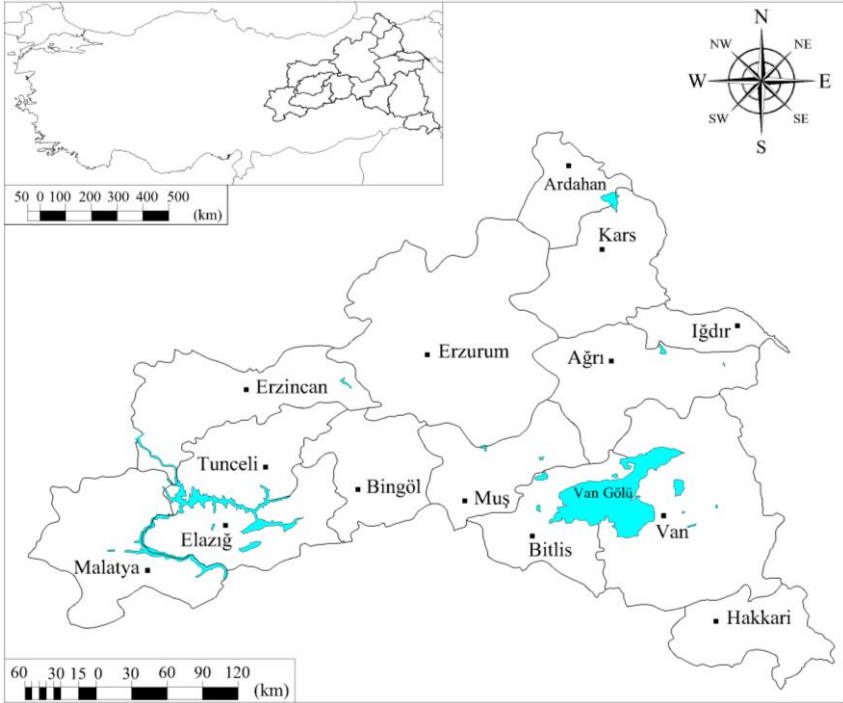 N
NW
NE
W
E
SW
SE
S
50 0 100 200 300 400 500
(km)
Ardahan
Kars
Iğdır
Erzurum
Ağrı
Erzincan
Tunceli
Bingöl
Muş
Van Gölü
Van
Elazığ
Bitlis
Malatya
Hakkari
60 30 15 0 30 60 90 120
(km)